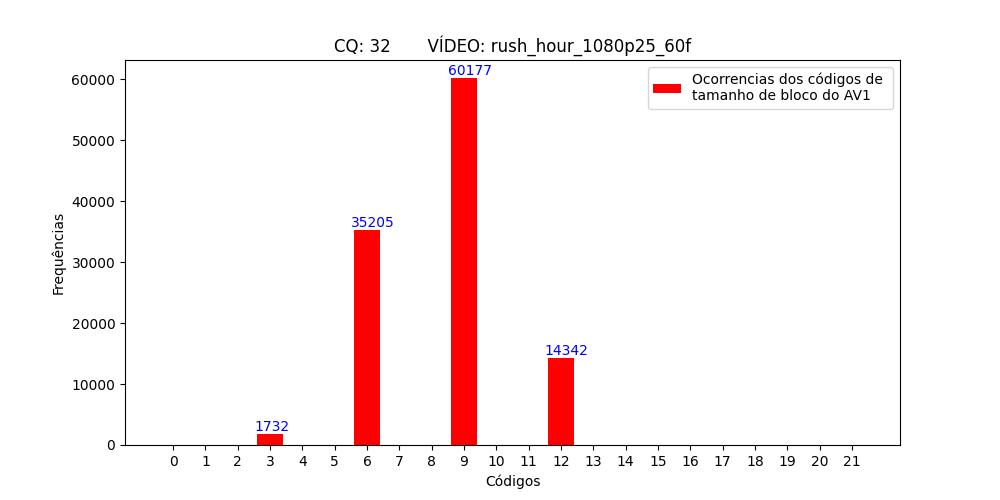 CQ: 32 VÍDEO: rush_hour_1080p25_60f
Ocorrencias dos códigos de
tamanho de bloco do AV1
Frequências
60000
50000
40000
30000
20000
10000
0
1732
35205
60177
14342
0 1 2 3 4 5 6 7 8 9 10 11 12 13 14 15 16 17 18 19 20 21
Códigos